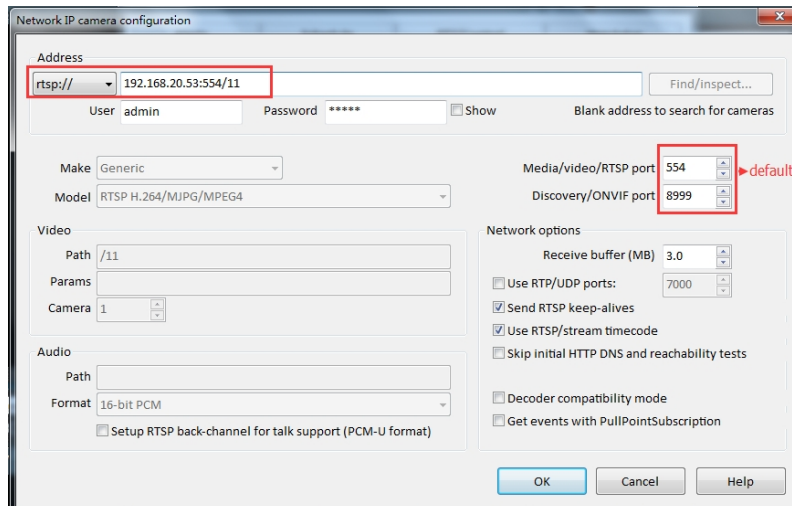 Network IP camera configuration
Address
rtsp:// 192.168.20.53:554/11 Find/inspect...
User admin Password ***** Show Blank address to search for cameras
Make Generic
Model RTSP H.264/MJPG/MPEG4
Media/video/RTSP port 554 default
Discovery/ONVIF port 8999
Video
Path /11
Params
Camera 1
Network options
Receive buffer (MB) 3.0
Use RTP/UDP ports: 7000
Send RTSP keep-alives
Use RTSP/stream timecode
Skip initial HTTP DNS and reachability tests
Decoder compatibility mode
Get events with PullPointSubscription
Audio
Path
Format 16-bit PCM
Setup RTSP back-channel for talk support (PCM-U format)
OK Cancel Help